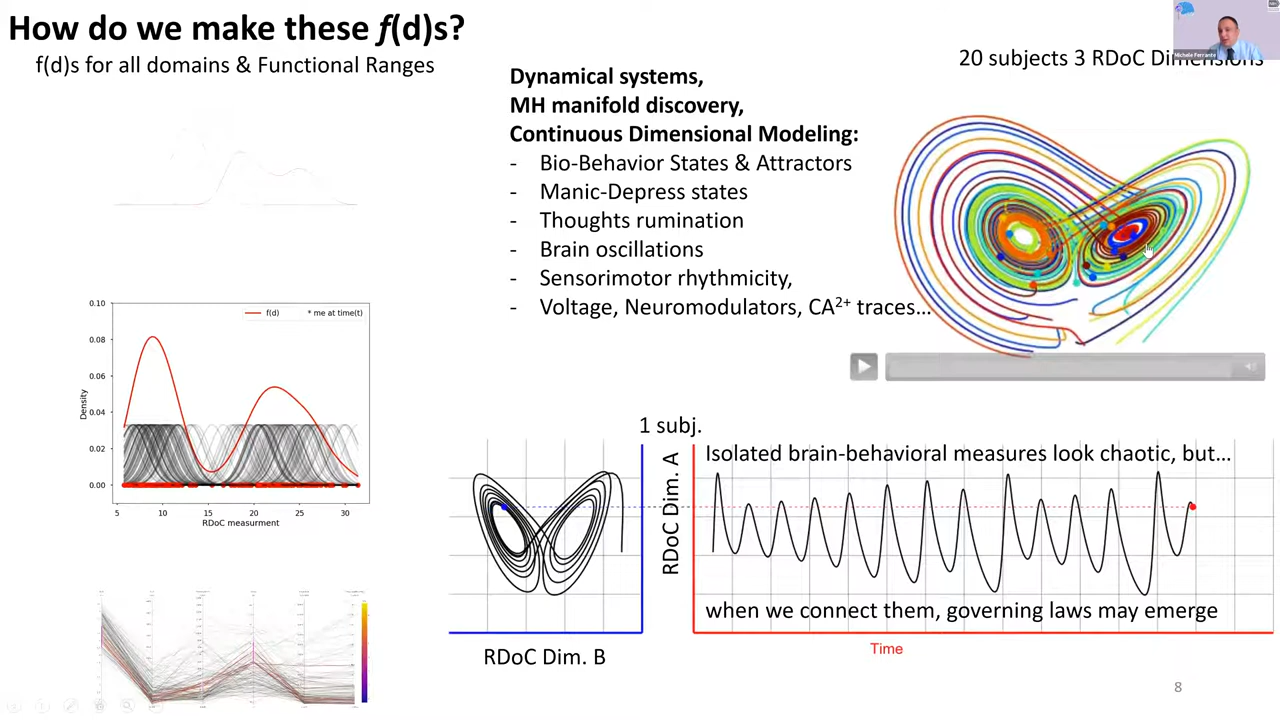 How do we make these f(d)s?
f(d)s for all domains & Functional Ranges
Dynamical systems,
MH manifold discovery,
Continuous Dimensional Modeling:
- Bio-Behavior States & Attractors
- Manic-Depress states
- Thoughts rumination
- Brain oscillations
- Sensorimotor rhythmicity,
- Voltage, Neuromodulators, CA2+ traces...
20 subjects 3 RDoC Dimensions
Michele Ferrante
f(d)
* me at time(t)
0.10
0.08
0.06
0.04
0.02
0.00
Density
5 10 15 20 25 30
RDoC measurment
1 subj.
RDoC Dim. A
Isolated brain-behavioral measures look chaotic, but...
when we connect them, governing laws may emerge
RDoC Dim. B
Time
8